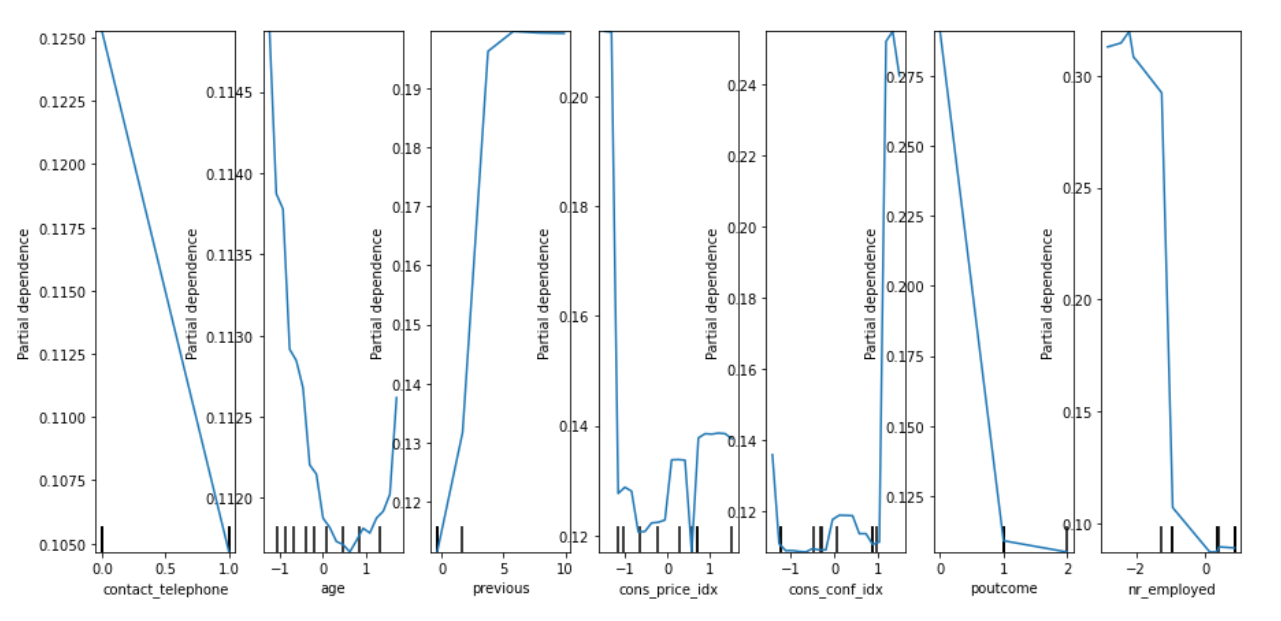 0.1250
0.1225
0.1200
0.1175
0.1150
0.1125
0.1100
0.1075
0.1050
Partial dependence
0.0 0.5 1.0
contact_telephone
0.1145
0.1140
0.1135
0.1130
0.1125
0.1120
Partial dependence
−1 0 1
age
0.19
0.18
0.17
0.16
0.15
0.14
0.13
0.12
Partial dependence
0 5 10
previous
0.20
0.18
0.16
0.14
0.12
Partial dependence
−1 0 1
cons_price_idx
0.24
0.22
0.20
0.18
0.16
0.14
0.12
Partial dependence
−1 0 1
cons_conf_idx
0.275
0.250
0.225
0.200
0.175
0.150
0.125
Partial dependence
0 1 2
poutcome
0.30
0.25
0.20
0.15
0.10
Partial dependence
−2 0
nr_employed